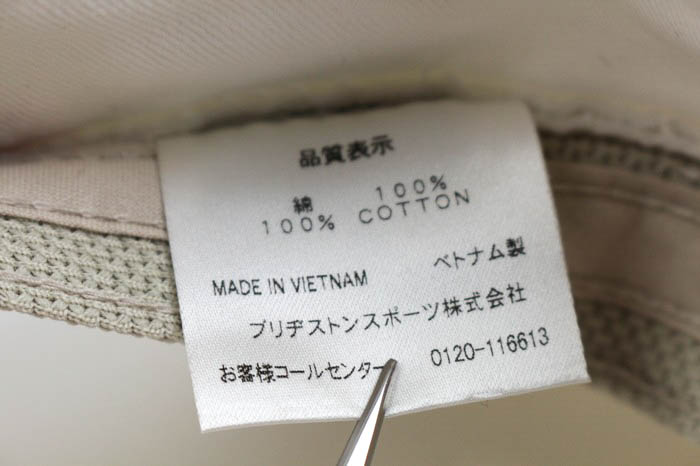 品質表示
綿 100%
100% COTTON
MADE IN VIETNAM ベトナム製
ブリヂストンスポーツ株式会社
お客様コールセンター 0120-116613